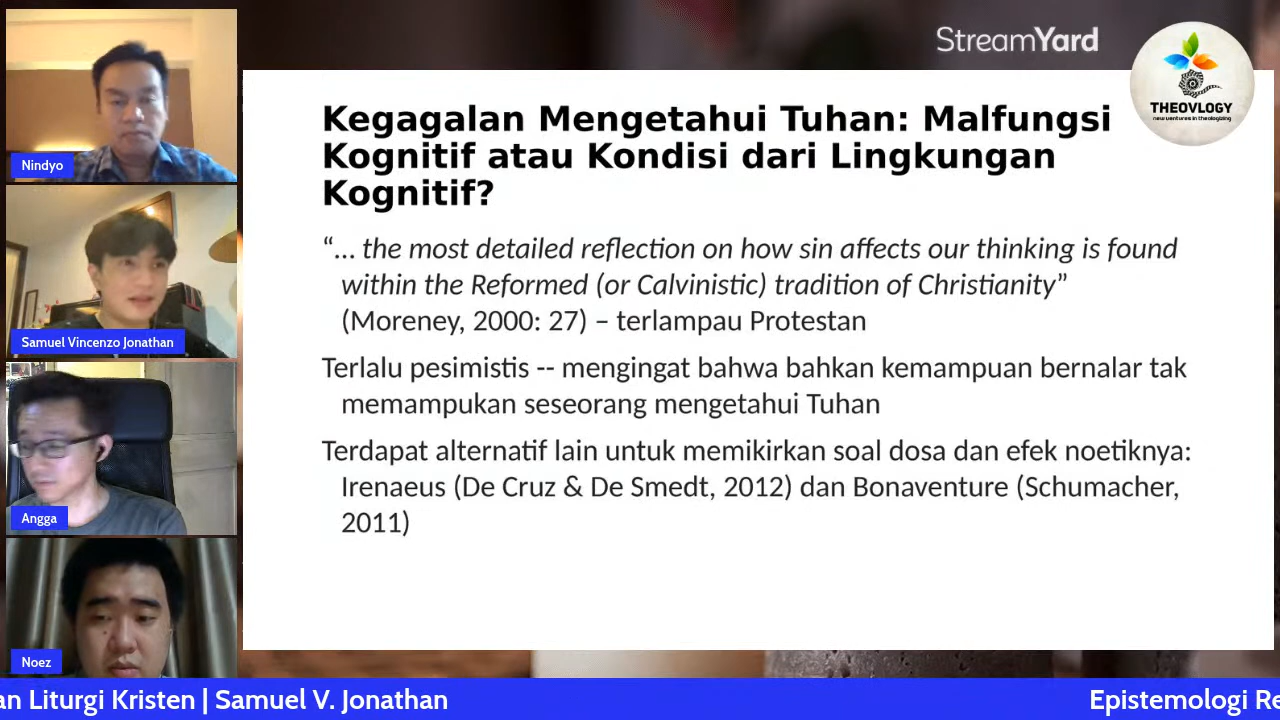 StreamYard
THEOVLOGY
new ventures in theologizing
Nindyo
Samuel Vincenzo Jonathan
Angga
Noez
Kegagalan Mengetahui Tuhan: Malfungsi
Kognitif atau Kondisi dari Lingkungan
Kognitif?
“… the most detailed reflection on how sin affects our thinking is found
within the Reformed (or Calvinistic) tradition of Christianity”
(Moreney, 2000: 27) – terlampau Protestan
Terlalu pesimistis -- mengingat bahwa bahkan kemampuan bernalar tak
memampukan seseorang mengetahui Tuhan
Terdapat alternatif lain untuk memikirkan soal dosa dan efek noetiknya:
Irenaeus (De Cruz & De Smedt, 2012) dan Bonaventure (Schumacher,
2011)
an Liturgi Kristen | Samuel V. Jonathan
Epistemologi Re